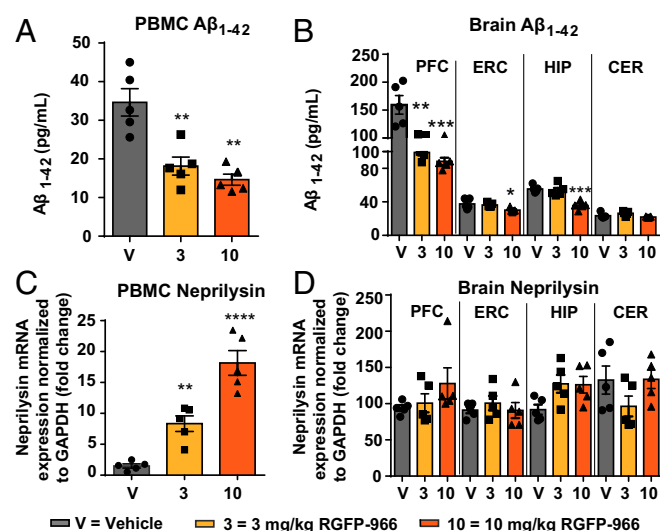 A
PBMC Aβ1-42
Aβ 1-42 (pg/mL)
50
40
30
20
10
0
**
**
V
3
10
B
Brain Aβ1-42
PFC
ERC
HIP
CER
Aβ 1-42 (pg/mL)
200
150
100
80
40
0
**
***
*
***
V 3 10 V 3 10 V 3 10 V 3 10
C
PBMC Neprilysin
Neprilysin mRNA
expression normalized
to GAPDH (fold change)
25
20
15
10
5
0
**
****
V
3
10
D
Brain Neprilysin
PFC
ERC
HIP
CER
Neprilysin mRNA
expression normalized
to GAPDH (fold change)
250
200
150
100
50
0
V 3 10 V 3 10 V 3 10 V 3 10
V = Vehicle
3 = 3 mg/kg RGFP-966
10 = 10 mg/kg RGFP-966